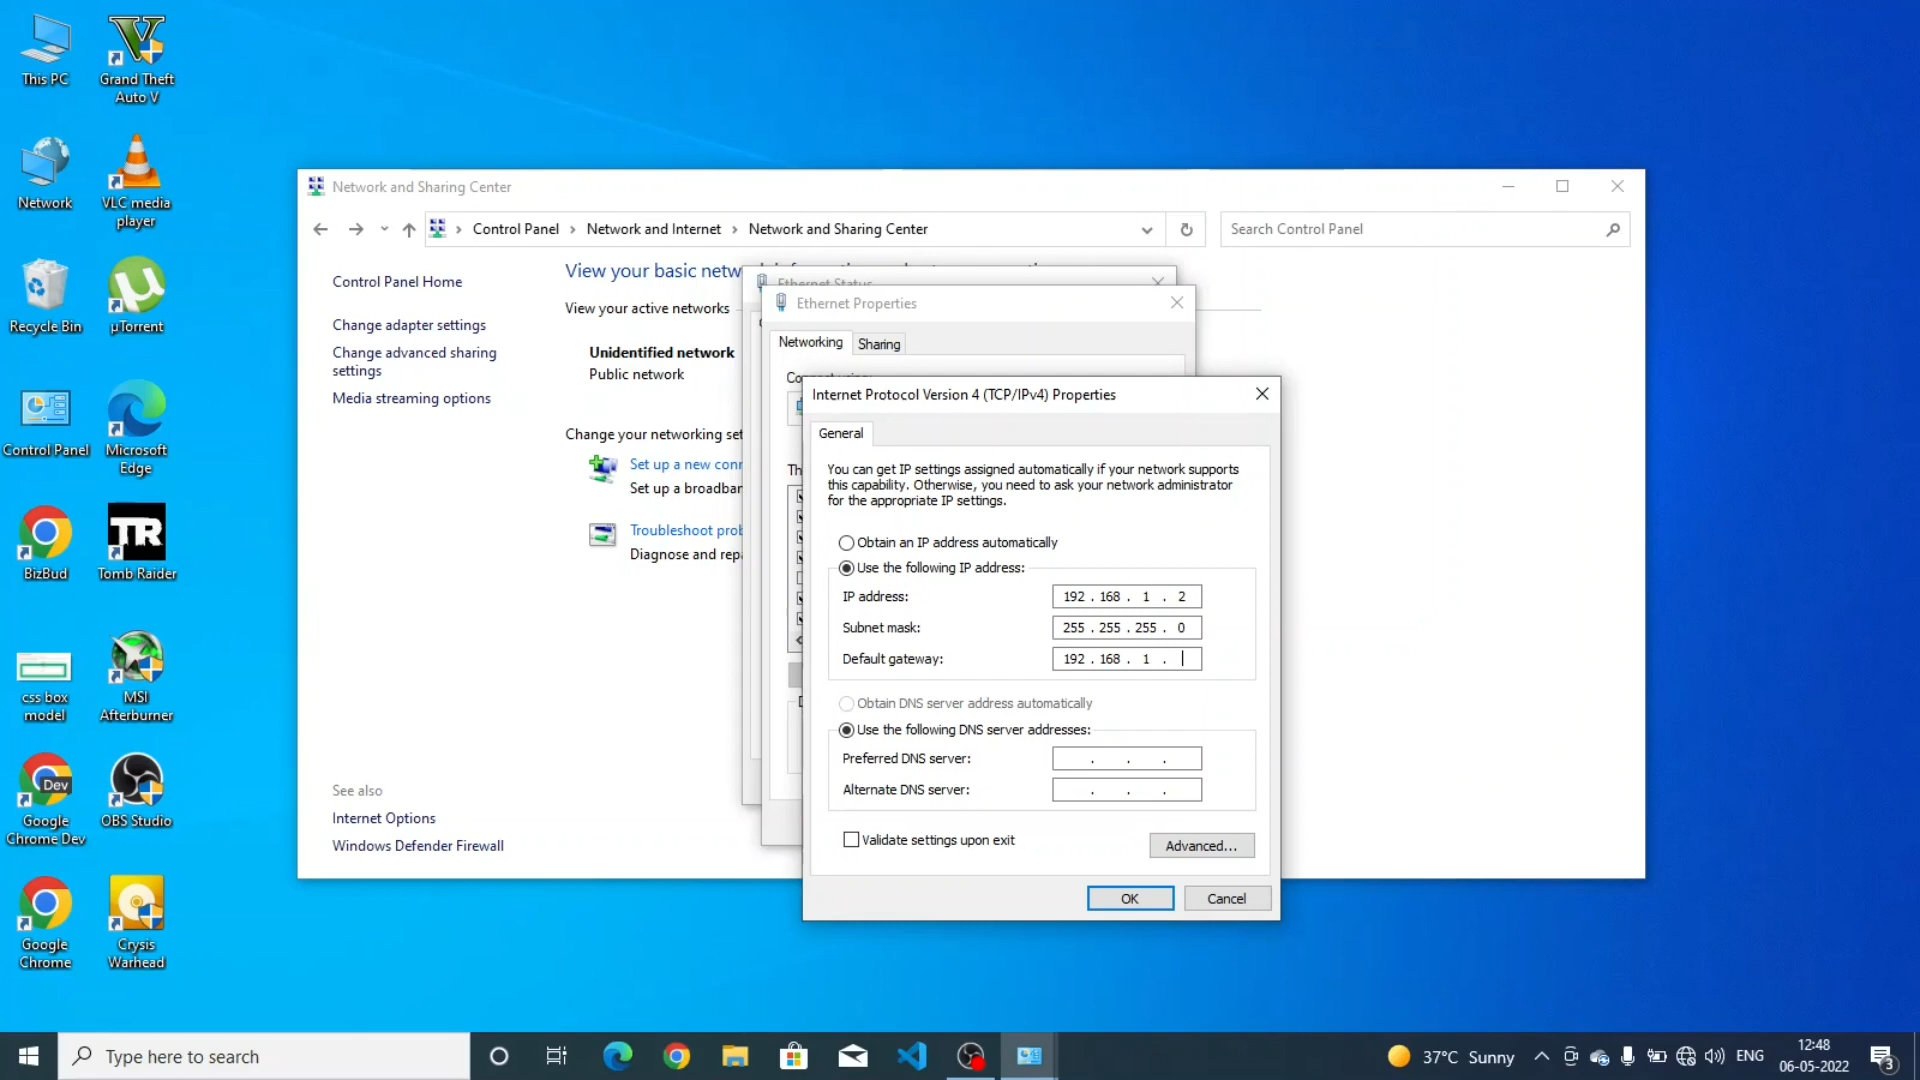 This PC
Grand Theft
Auto V
Network
VLC media
player
Recycle Bin
µTorrent
Control Panel
Microsoft
Edge
BizBud
TR
Tomb Raider
css box
model
MSI
Afterburner
Dev
Google
Chrome Dev
OBS Studio
Google
Chrome
Crysis
Warhead
Network and Sharing Center
Control Panel > Network and Internet > Network and Sharing Center
Search Control Panel
Control Panel Home
Change adapter settings
Change advanced sharing
settings
Media streaming options
See also
Internet Options
Windows Defender Firewall
View your basic netw
View your active networks
Unidentified network
Public network
Change your networking set
Set up a new conn
Set up a broadban
Troubleshoot prob
Diagnose and repa
Ethernet Status
Ethernet Properties
Networking
Sharing
Connect using:
Th
Internet Protocol Version 4 (TCP/IPv4) Properties
General
You can get IP settings assigned automatically if your network supports
this capability. Otherwise, you need to ask your network administrator
for the appropriate IP settings.
Obtain an IP address automatically
Use the following IP address:
IP address: 192 . 168 . 1 . 2
Subnet mask: 255 . 255 . 255 . 0
Default gateway: 192 . 168 . 1 .
Obtain DNS server address automatically
Use the following DNS server addresses:
Preferred DNS server: . . .
Alternate DNS server: . . .
Validate settings upon exit
Advanced...
OK
Cancel
Type here to search
37°C Sunny
ENG
12:48
06-05-2022
3